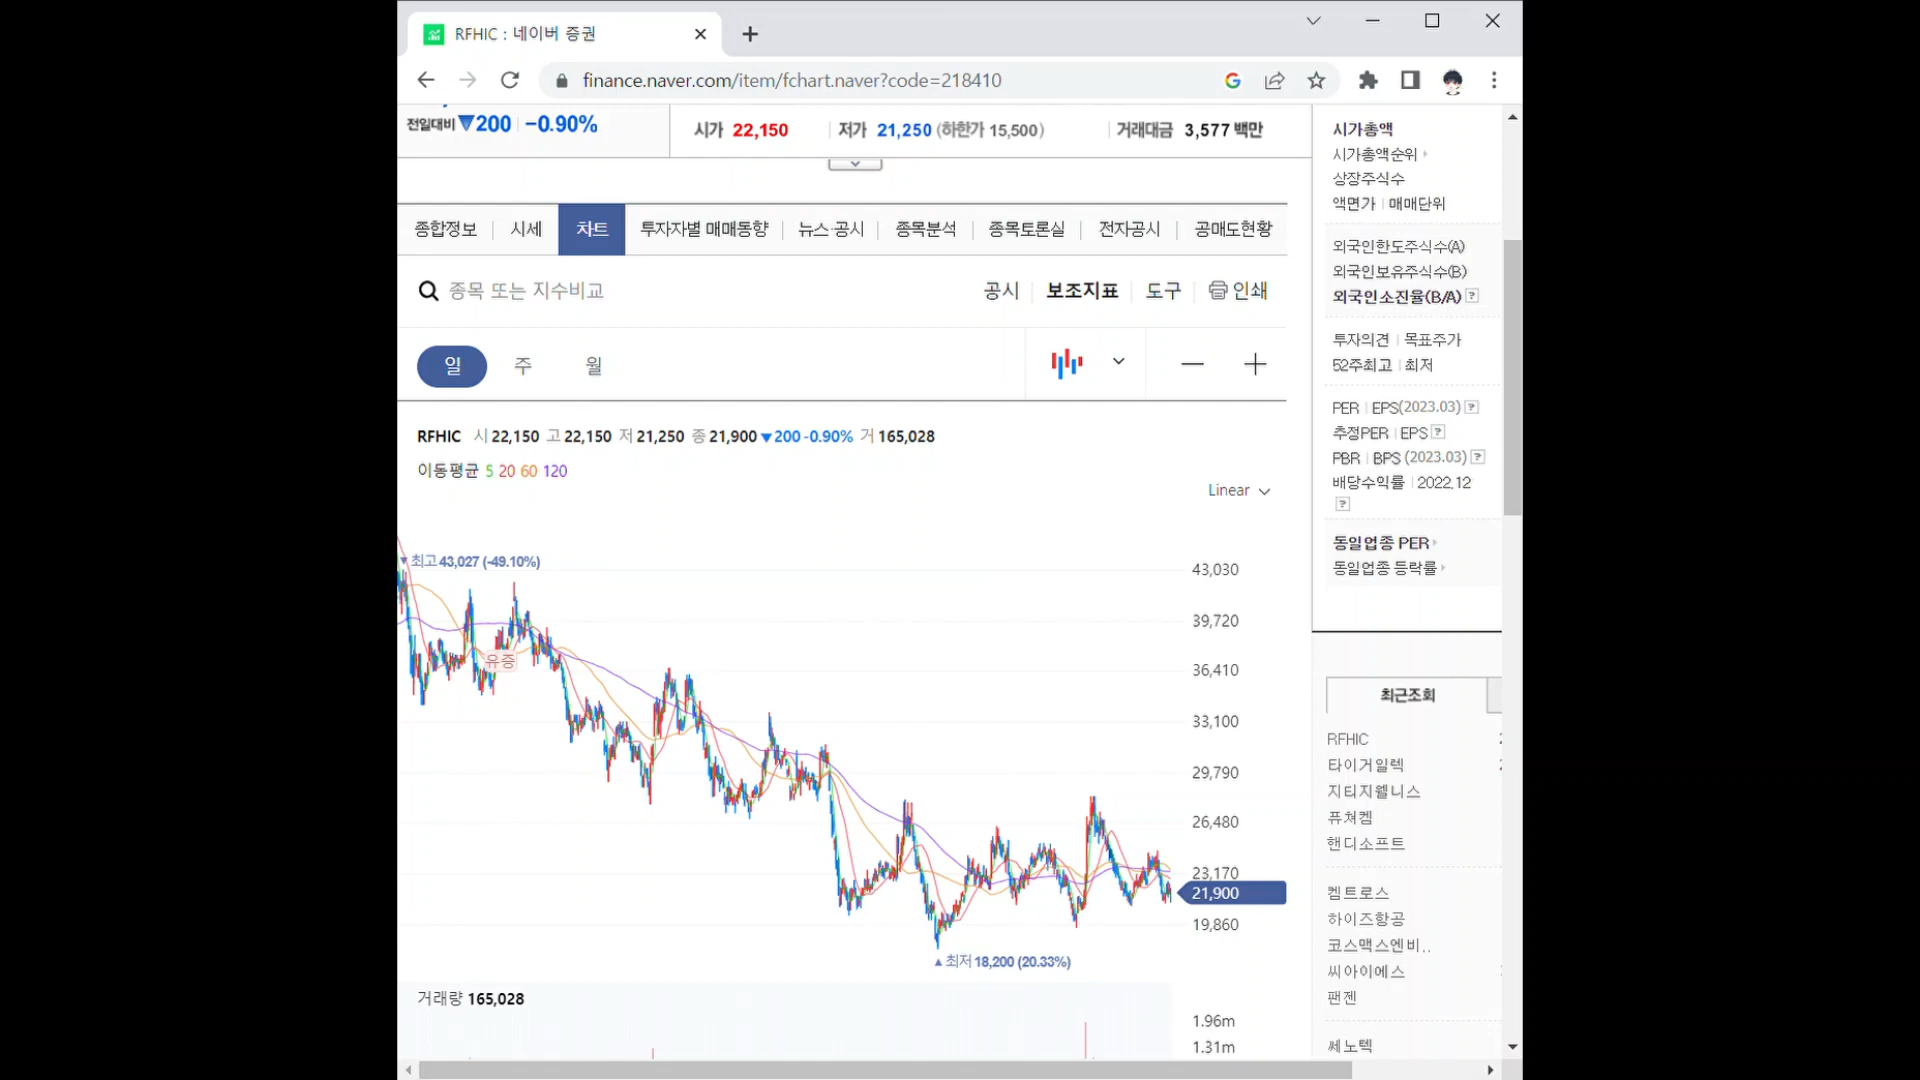 RFHIC : 네이버 증권
finance.naver.com/item/fchart.naver?code=218410
전일대비 ▼200 -0.90%
시가 22,150 저가 21,250 (하한가 15,500) 거래대금 3,577 백만
종합정보 시세 차트 투자자별 매매동향 뉴스·공시 종목분석 종목토론실 전자공시 공매도현황
종목 또는 지수비교
공시 보조지표 도구 인쇄
일 주 월
RFHIC 시 22,150 고 22,150 저 21,250 종 21,900 ▼200 -0.90% 거 165,028
이동평균 5 20 60 120
Linear
▼최고 43,027 (-49.10%)
유증
43,030
39,720
36,410
33,100
29,790
26,480
23,170
21,900
19,860
▲최저 18,200 (20.33%)
거래량 165,028
1.96m
1.31m
시가총액
시가총액순위
상장주식수
액면가 | 매매단위
외국인한도주식수(A)
외국인보유주식수(B)
외국인소진율(B/A) ?
투자의견 | 목표주가
52주최고 | 최저
PER | EPS(2023.03) ?
추정PER | EPS ?
PBR | BPS (2023.03) ?
배당수익률 | 2022.12
?
동일업종 PER
동일업종 등락률
최근조회
RFHIC
타이거일렉
지티지웰니스
퓨쳐켐
핸디소프트
켐트로스
하이즈항공
코스맥스엔비..
씨아이에스
팬젠
쎄노텍